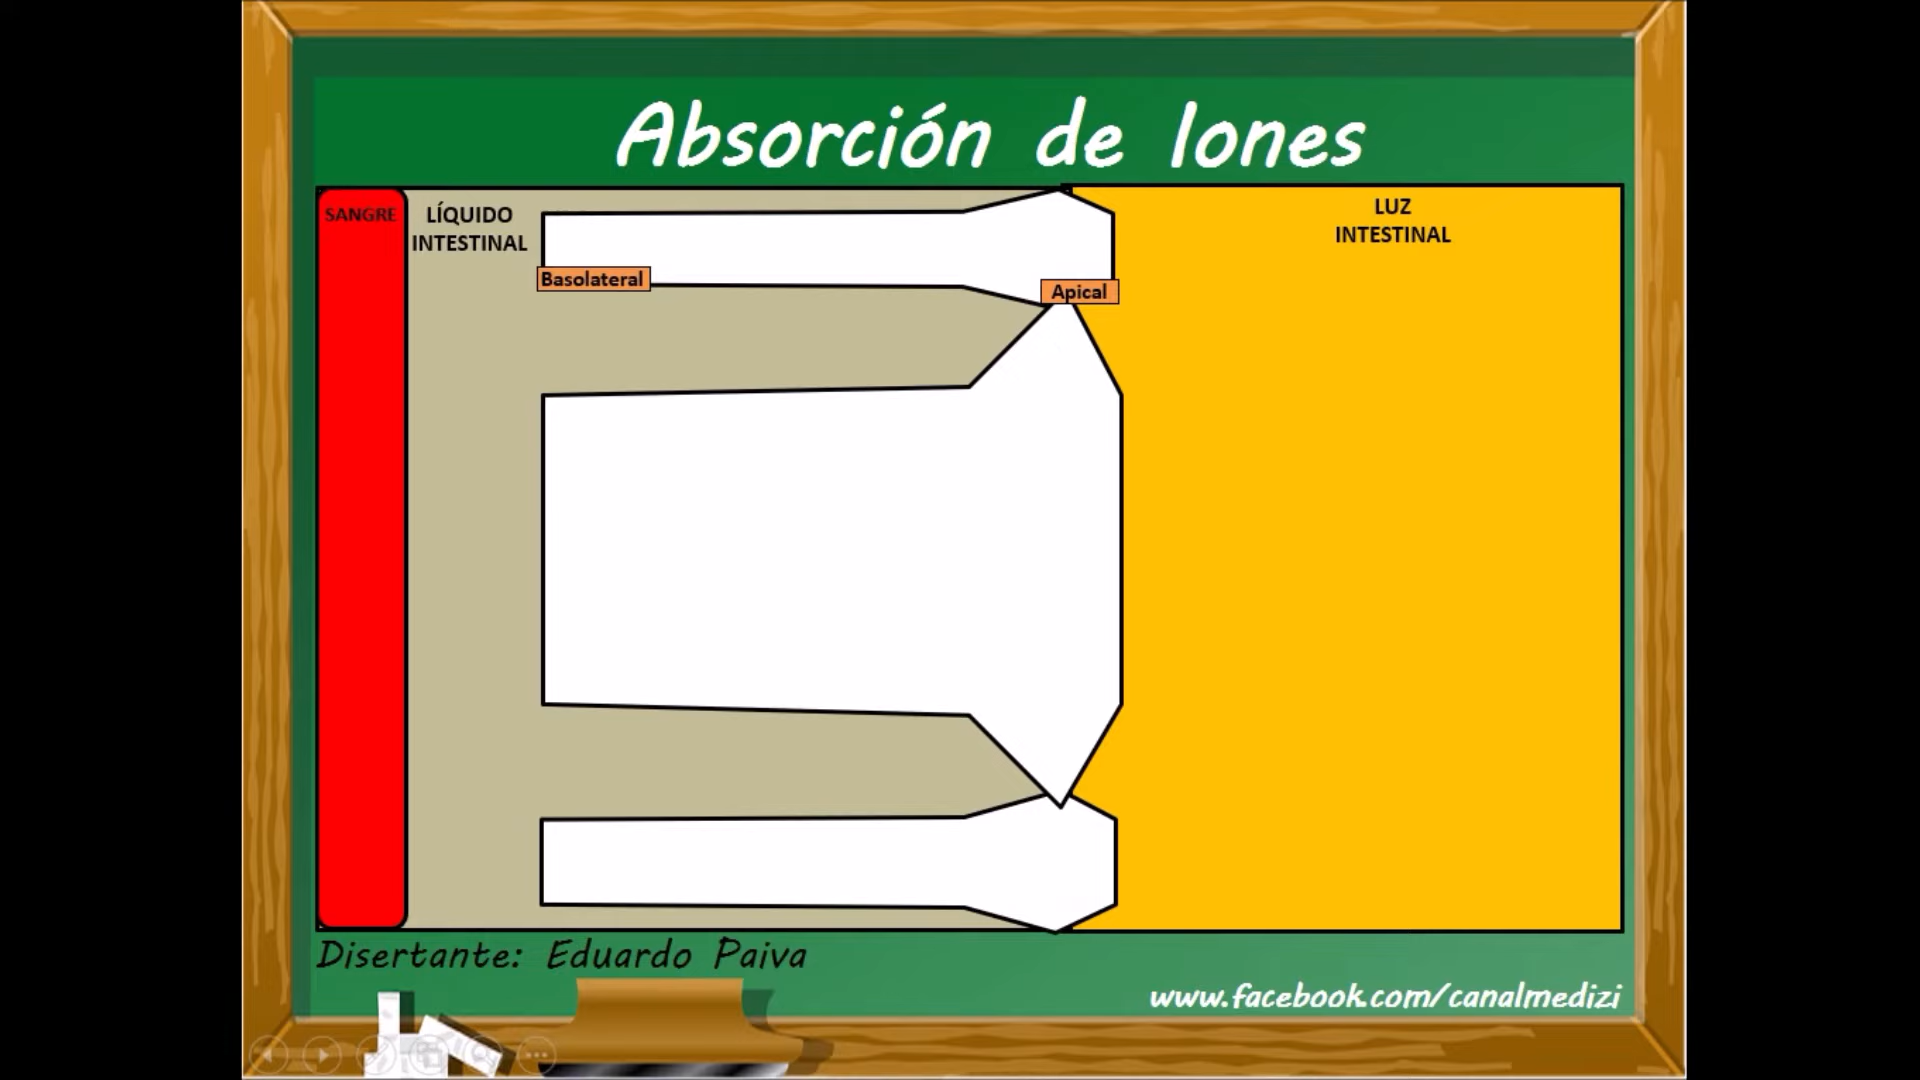 Absorción de Iones
SANGRE
LÍQUIDO
INTESTINAL
LUZ
INTESTINAL
Basolateral
Apical
Disertante: Eduardo Paiva
www.facebook.com/canalmedizi